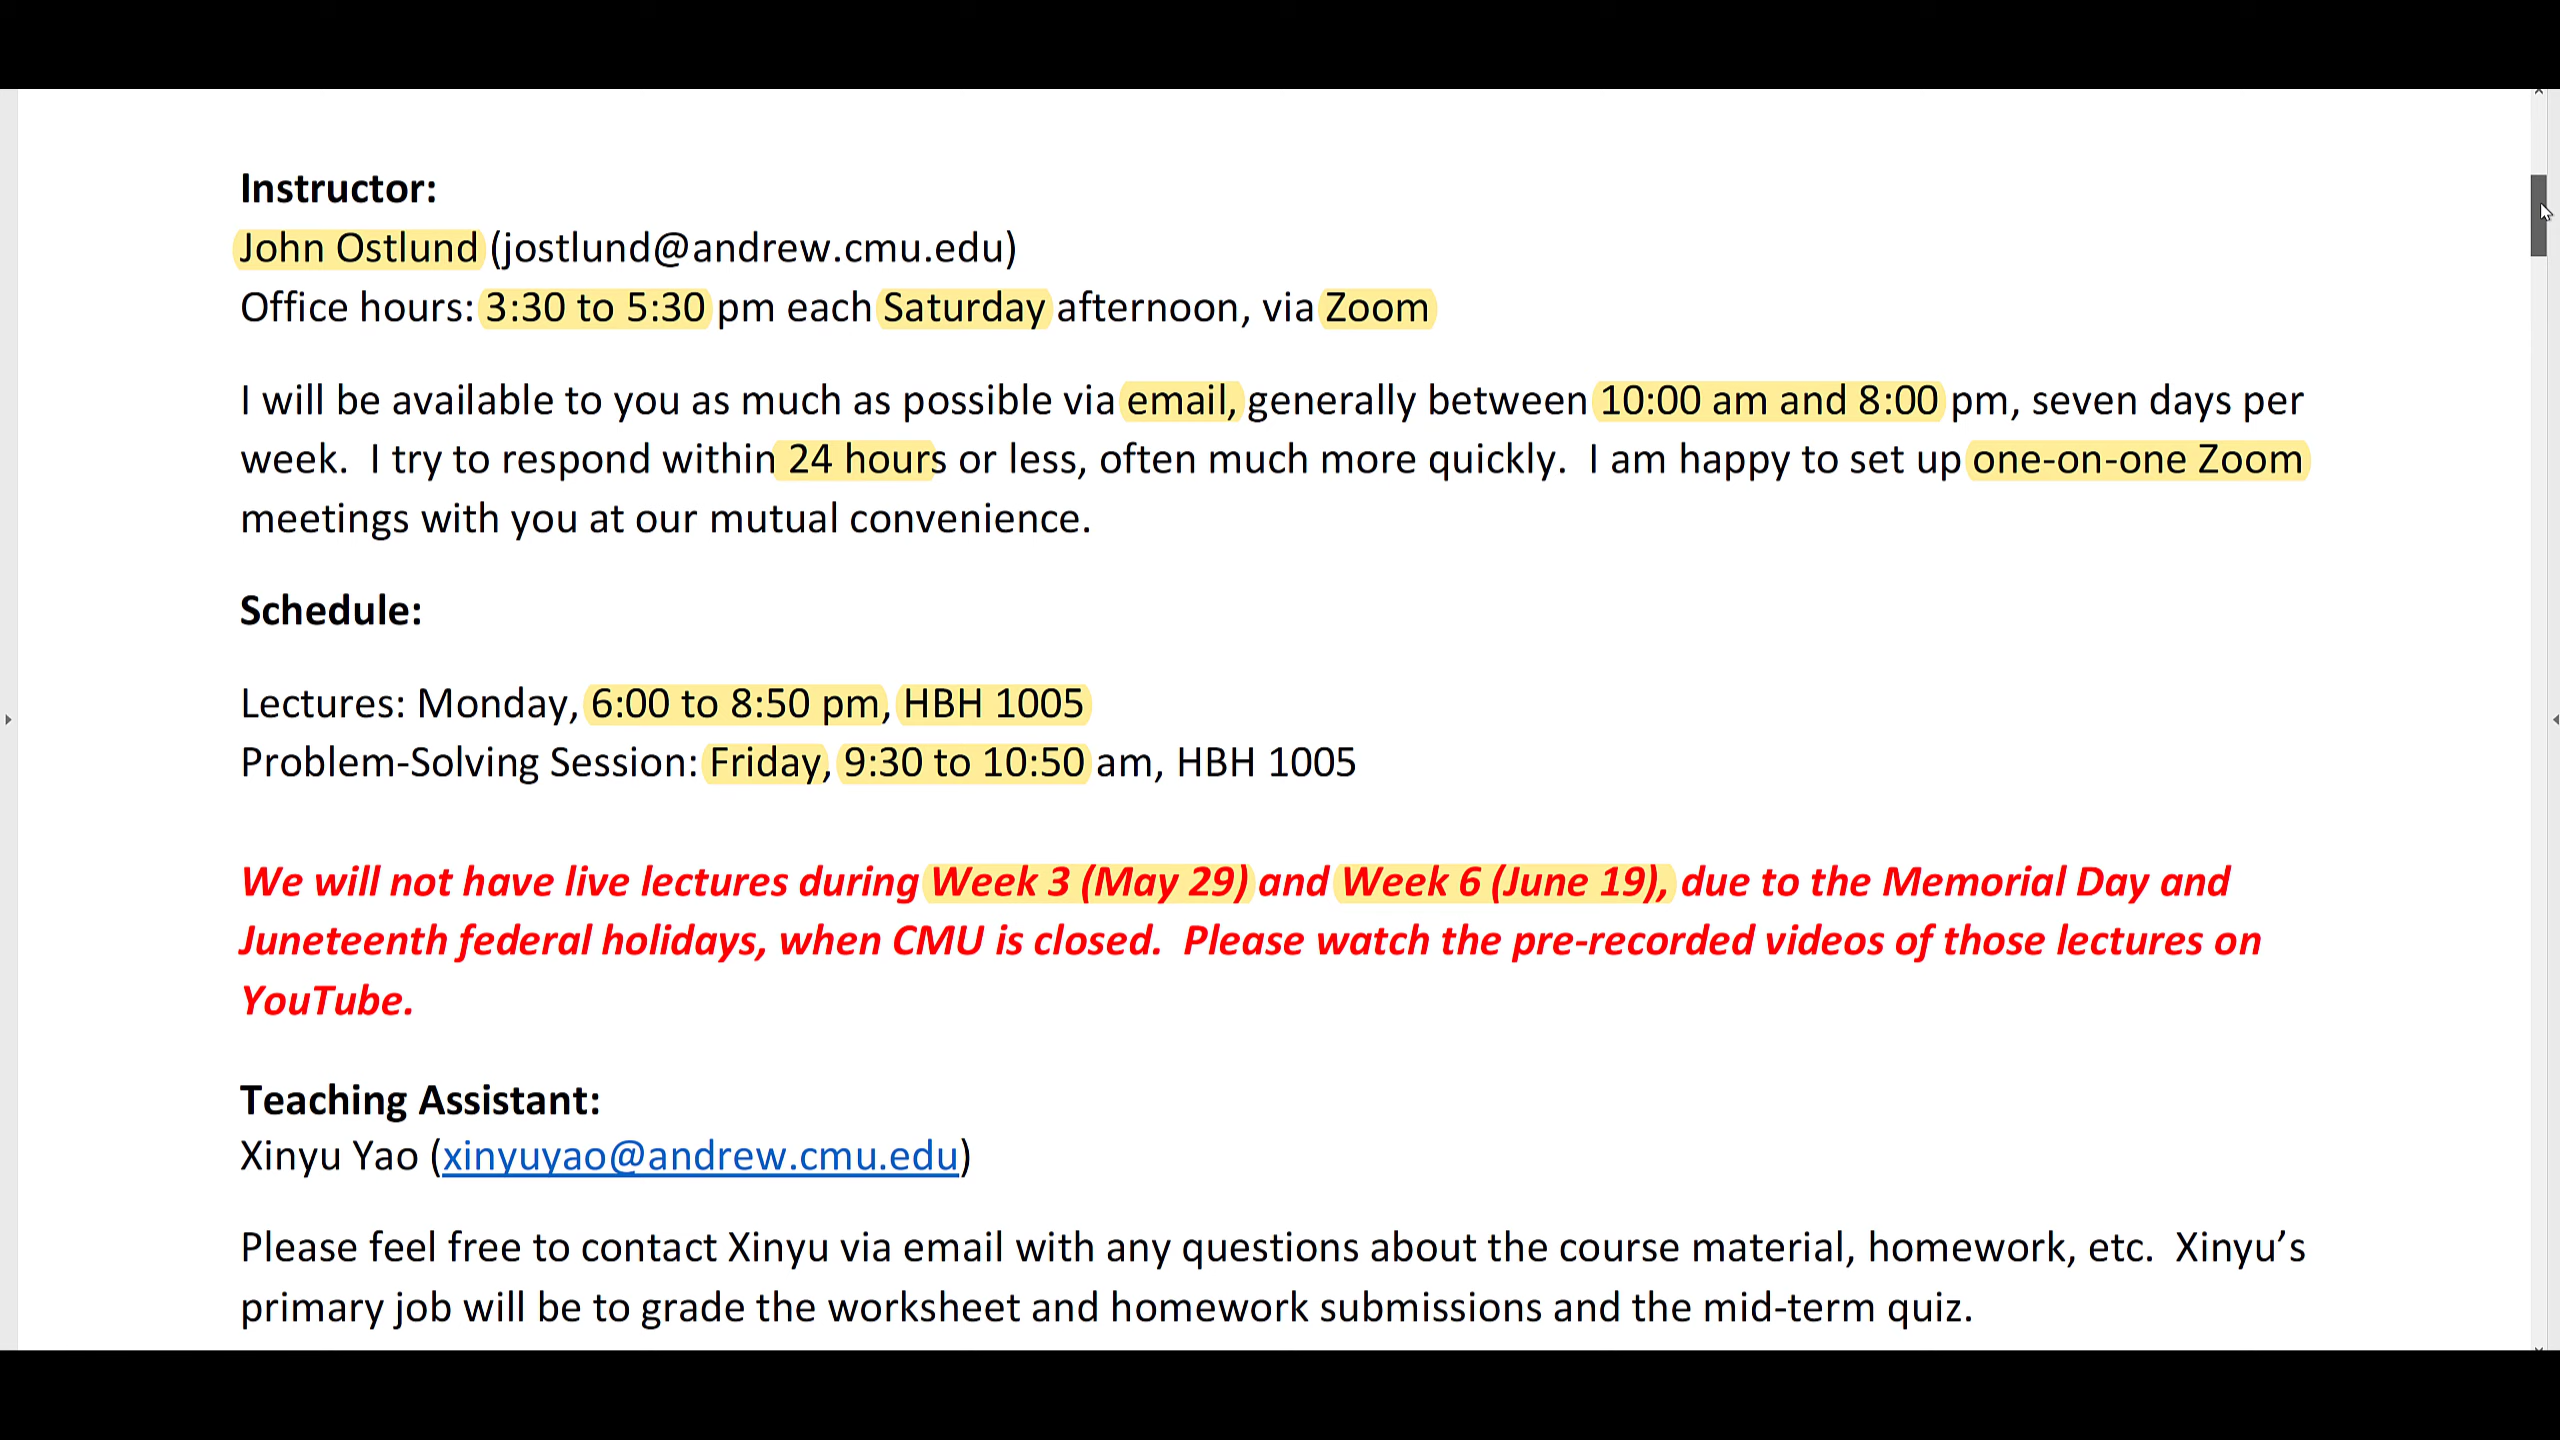 Instructor:
John Ostlund (jostlund@andrew.cmu.edu)
Office hours: 3:30 to 5:30 pm each Saturday afternoon, via Zoom
I will be available to you as much as possible via email, generally between 10:00 am and 8:00 pm, seven days per
week.  I try to respond within 24 hours or less, often much more quickly.  I am happy to set up one-on-one Zoom
meetings with you at our mutual convenience.
Schedule:
Lectures: Monday, 6:00 to 8:50 pm, HBH 1005
Problem-Solving Session: Friday, 9:30 to 10:50 am, HBH 1005
We will not have live lectures during Week 3 (May 29) and Week 6 (June 19), due to the Memorial Day and
Juneteenth federal holidays, when CMU is closed.  Please watch the pre-recorded videos of those lectures on
YouTube.
Teaching Assistant:
Xinyu Yao (xinyuyao@andrew.cmu.edu)
Please feel free to contact Xinyu via email with any questions about the course material, homework, etc.  Xinyu’s
primary job will be to grade the worksheet and homework submissions and the mid-term quiz.